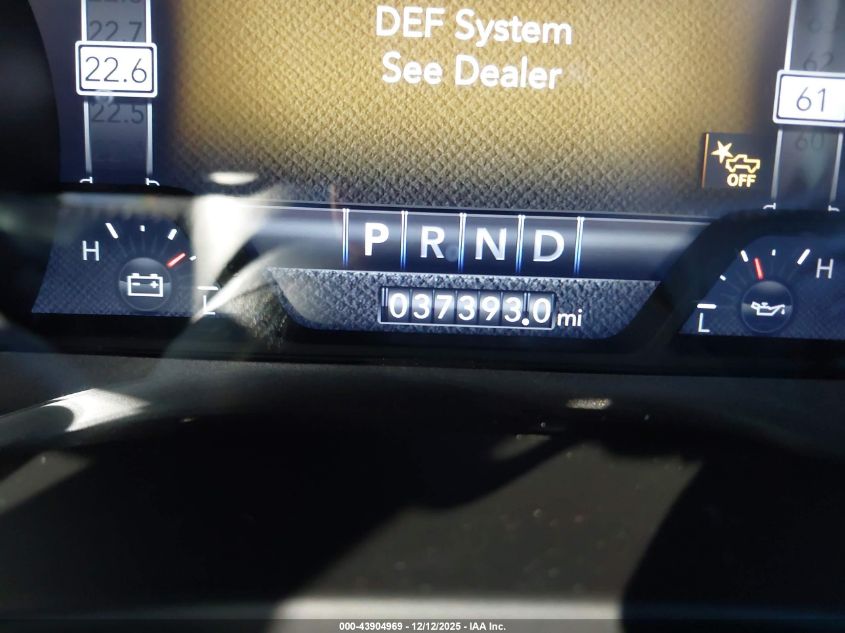 DEF System
See Dealer
22.7
22.6
22.5
62
61
60
OFF
P R N D
H
L
037393.0 mi
H
L
000-43904969 - 12/12/2025 - IAA Inc.